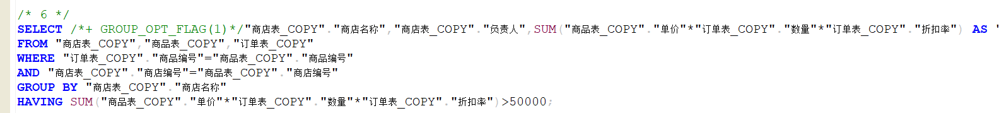 /* 6 */
SELECT /*+ GROUP_OPT_FLAG(1)*/"商店表_COPY"."商店名称","商店表_COPY"."负责人",SUM("商品表_COPY"."单价"*"订单表_COPY"."数量"*"订单表_COPY"."折扣率") AS "
FROM "商店表_COPY","商品表_COPY","订单表_COPY"
WHERE "订单表_COPY"."商品编号"="商品表_COPY"."商品编号"
AND "商店表_COPY"."商店编号"="商品表_COPY"."商店编号"
GROUP BY "商店表_COPY"."商店名称"
HAVING SUM("商品表_COPY"."单价"*"订单表_COPY"."数量"*"订单表_COPY"."折扣率")>50000;